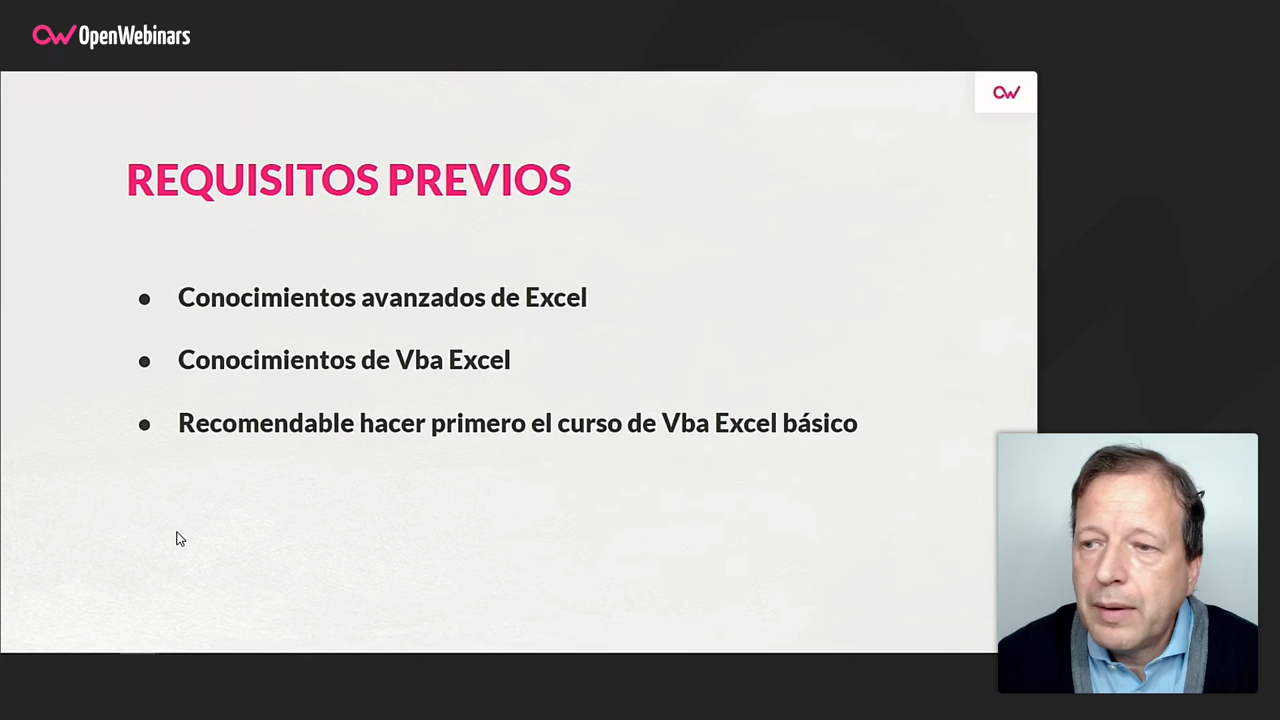 OpenWebinars
REQUISITOS PREVIOS
● Conocimientos avanzados de Excel
● Conocimientos de Vba Excel
● Recomendable hacer primero el curso de Vba Excel básico